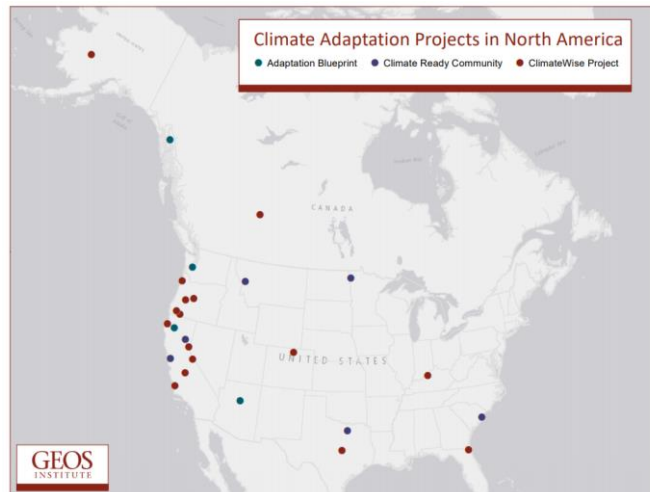 Climate Adaptation Projects in North America
Adaptation Blueprint Climate Ready Community ClimateWise Project
CANADA
UNITED STATES
GEOS
INSTITUTE